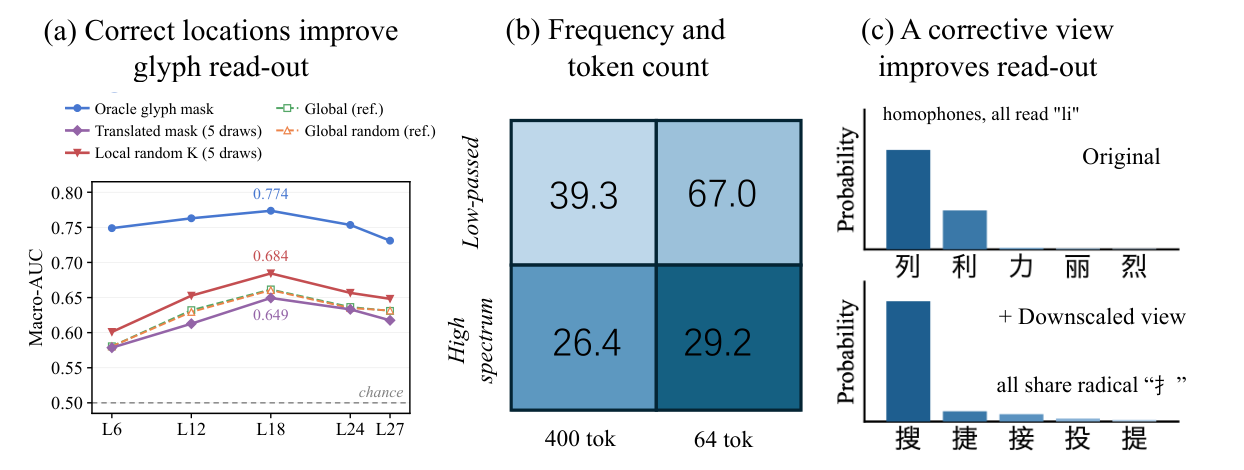 (a) Correct locations improve
glyph read-out
Oracle glyph mask
Translated mask (5 draws)
Local random K (5 draws)
Global (ref.)
Global random (ref.)
Macro-AUC
0.80
0.75
0.70
0.65
0.60
0.55
0.50
0.774
0.684
0.649
chance
L6 L12 L18 L24 L27
(b) Frequency and
token count
Low-passed
39.3 67.0
High
spectrum
26.4 29.2
400 tok 64 tok
(c) A corrective view
improves read-out
homophones, all read "li"
Original
Probability
列 利 力 丽 烈
+ Downscaled view
all share radical “扌”
Probability
搜 捷 接 投 提